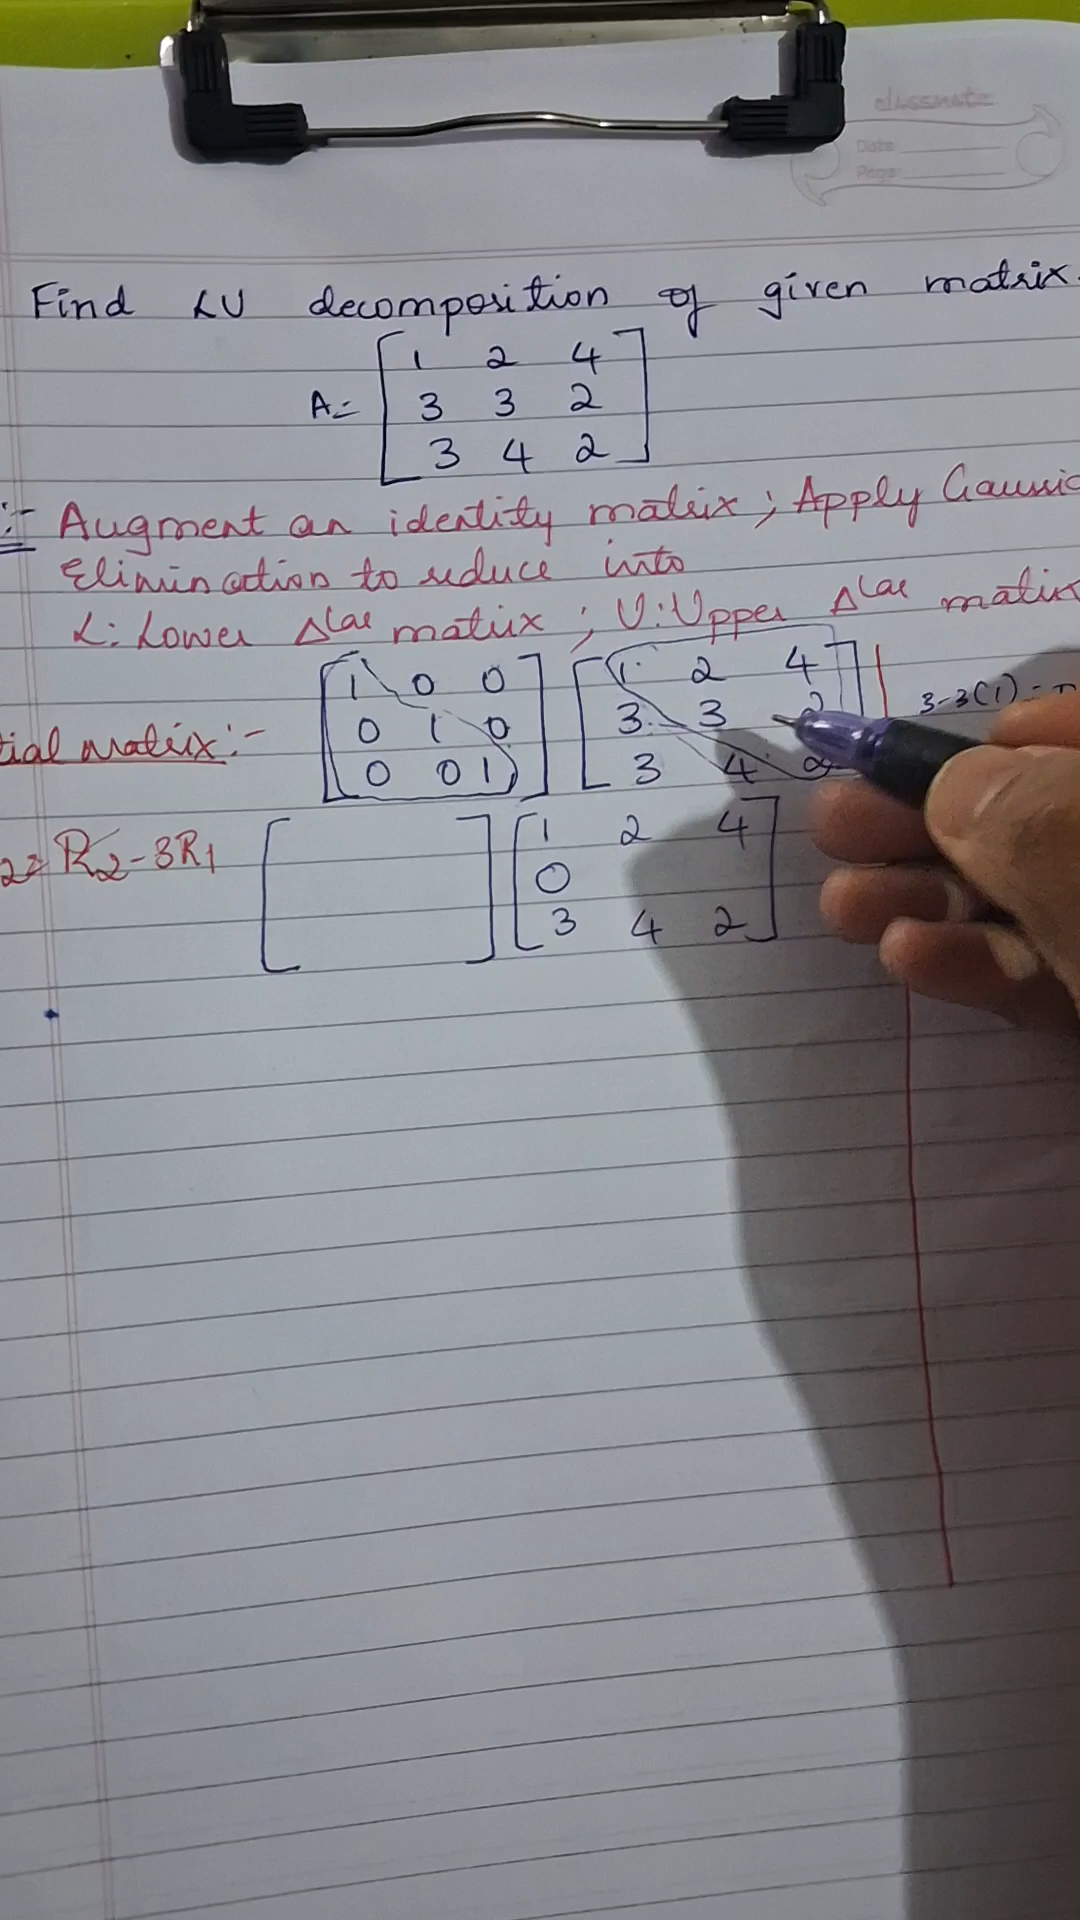 classmate
Date
Page
Find LU decomposition of given matrix.
A= [ 1 2 4
3 3 2
3 4 2 ]
:- Augment an identity matrix ; Apply Gaussia
Elimination to reduce into
L: Lower Δlar matrix ; U: Upper Δlar matrix
tial matrix :- [ 1 0 0 ] [ 1 2 4 ]
0 1 0 3 3 2 3-3(1)=
0 0 1 3 4 2
2 = R2-3R1 [ ] [ 1 2 4
0
3 4 2 ]